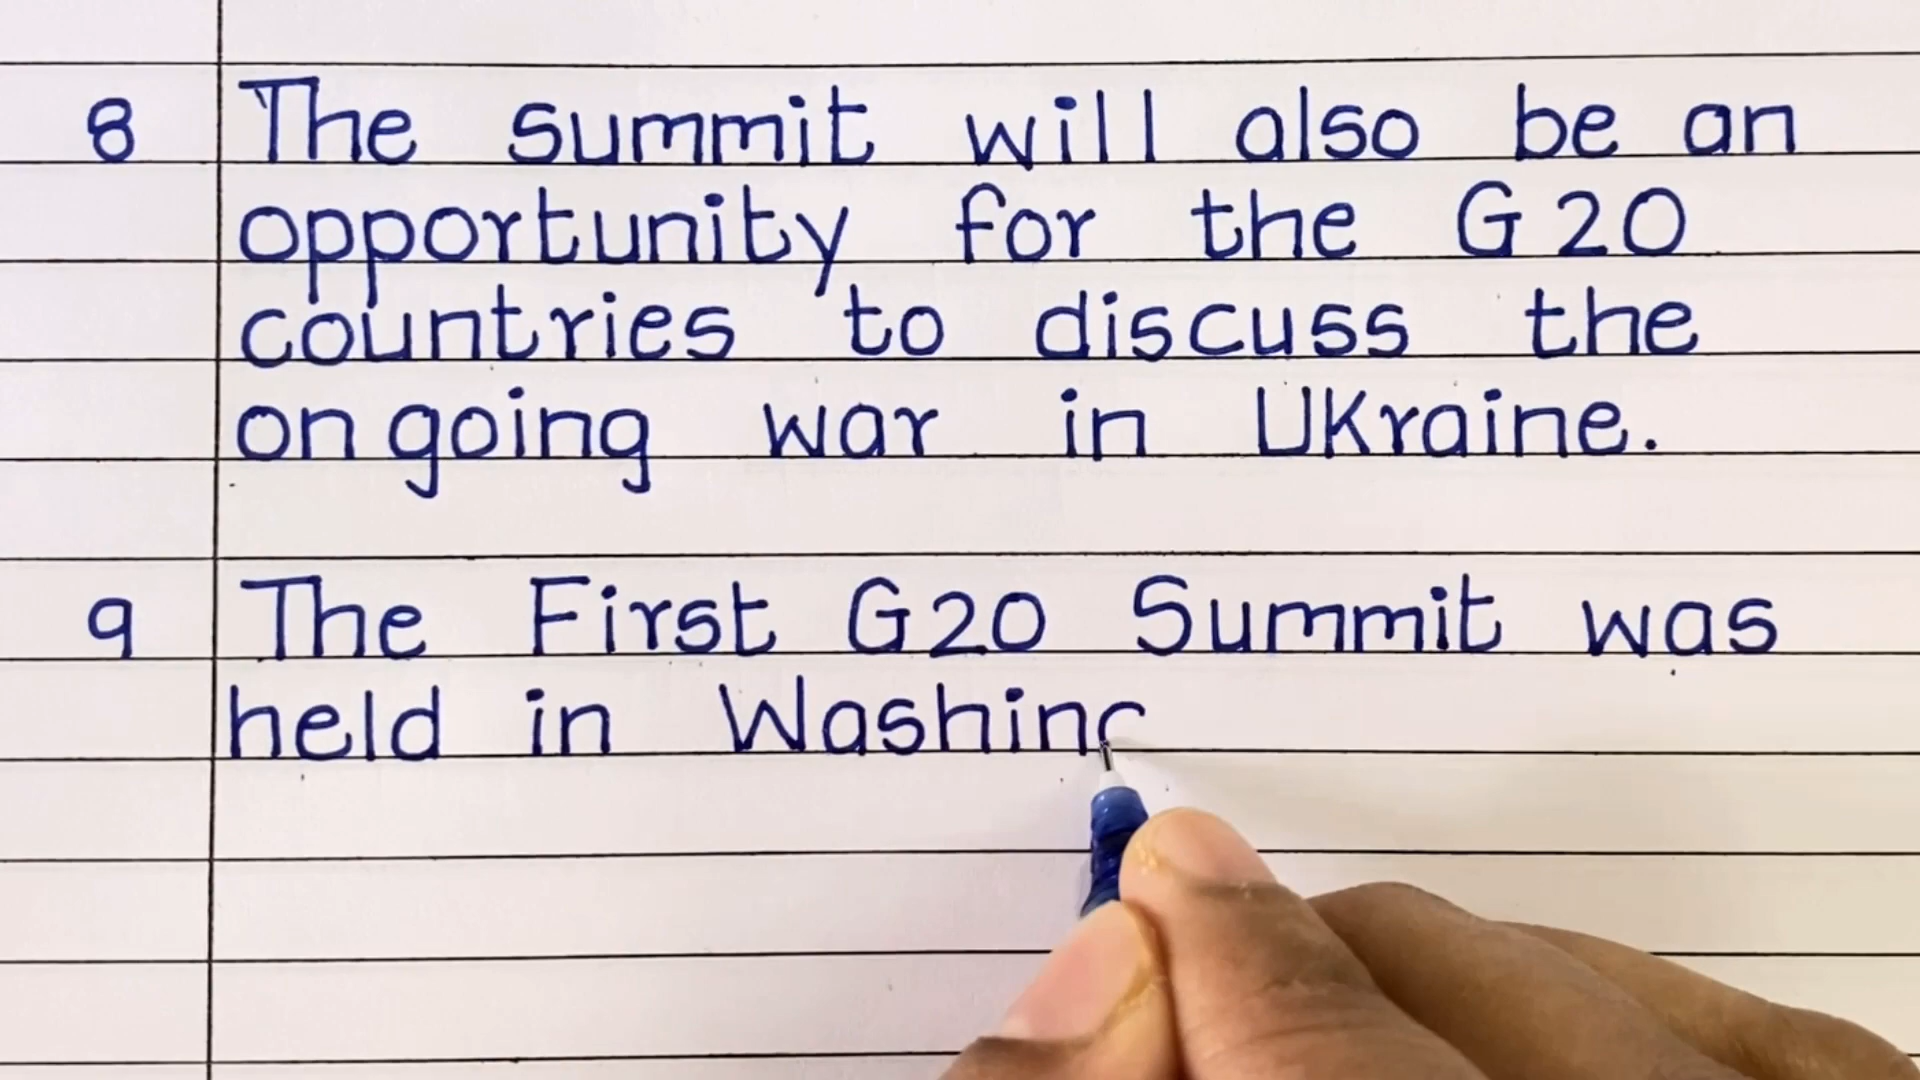 8 The summit will also be an
opportunity for the G20
countries to discuss the
ongoing war in Ukraine.
9 The First G20 Summit was
held in Washin